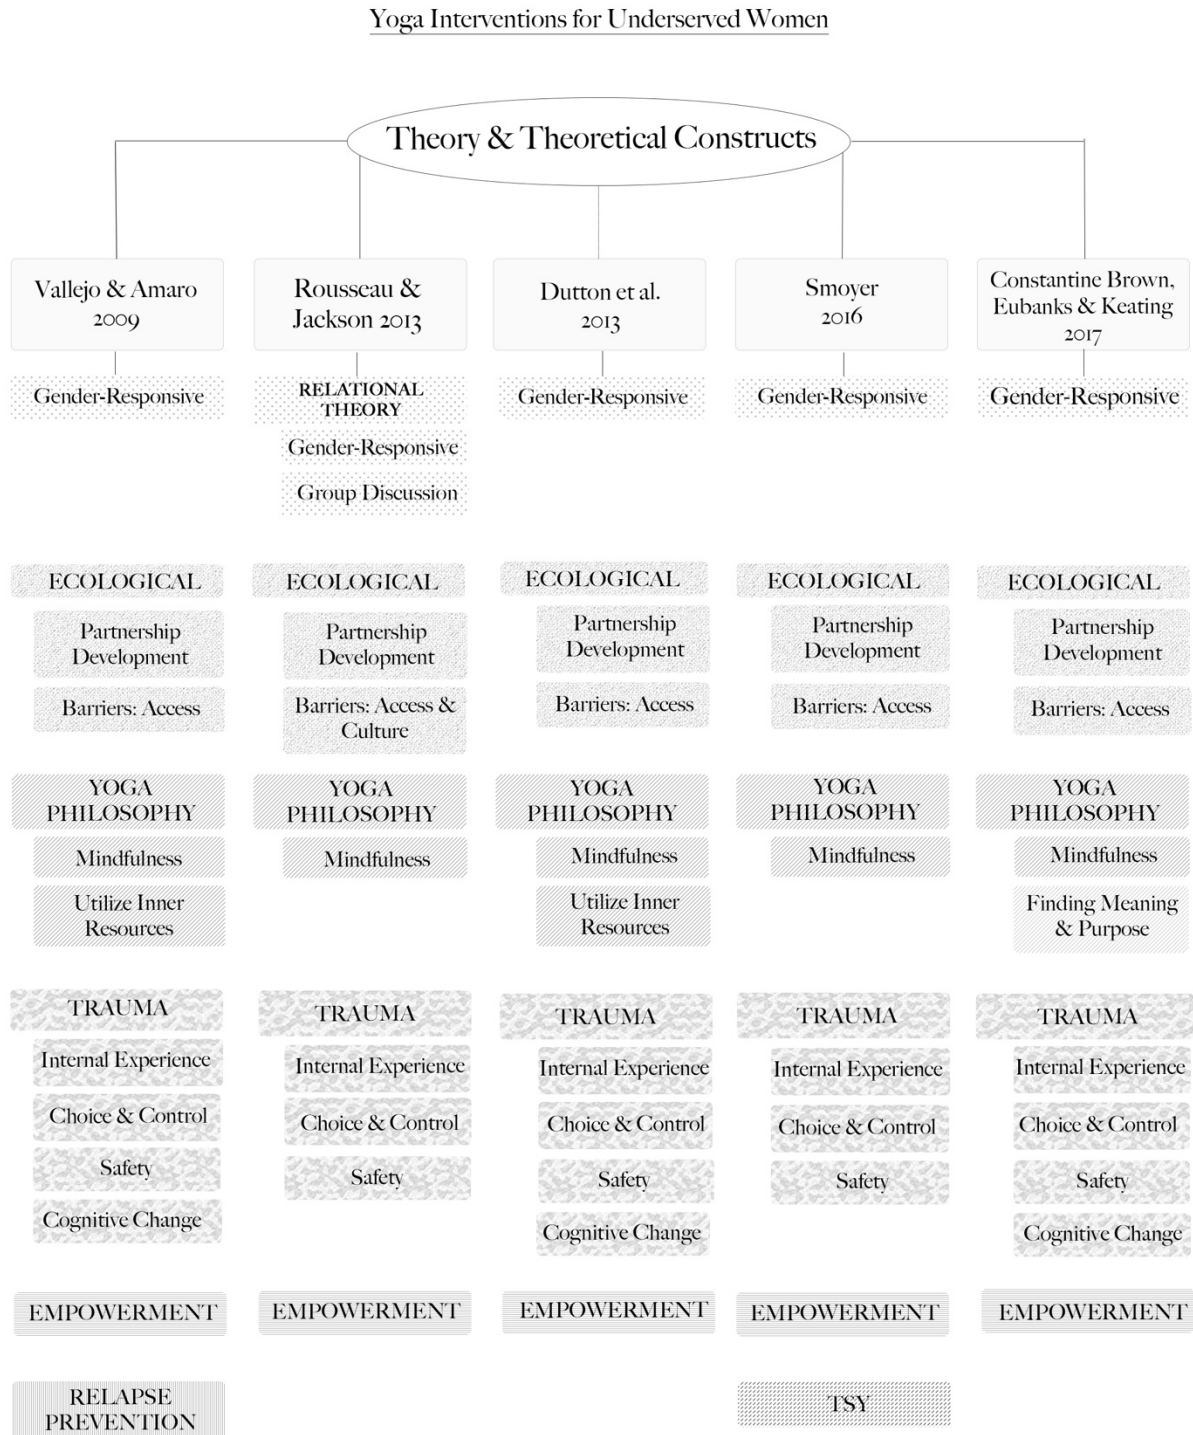 Yoga Interventions for Underserved Women
Theory & Theoretical Constructs
Vallejo & Amaro
2009
Gender-Responsive
ECOLOGICAL
Partnership
Development
Barriers: Access
YOGA
PHILOSOPHY
Mindfulness
Utilize Inner
Resources
TRAUMA
Internal Experience
Choice & Control
Safety
Cognitive Change
EMPOWERMENT
RELAPSE
PREVENTION
Rousseau &
Jackson 2013
RELATIONAL
THEORY
Gender-Responsive
Group Discussion
ECOLOGICAL
Partnership
Development
Barriers: Access &
Culture
YOGA
PHILOSOPHY
Mindfulness
TRAUMA
Internal Experience
Choice & Control
Safety
EMPOWERMENT
Dutton et al.
2013
Gender-Responsive
ECOLOGICAL
Partnership
Development
Barriers: Access
YOGA
PHILOSOPHY
Mindfulness
Utilize Inner
Resources
TRAUMA
Internal Experience
Choice & Control
Safety
Cognitive Change
EMPOWERMENT
Smoyer
2016
Gender-Responsive
ECOLOGICAL
Partnership
Development
Barriers: Access
YOGA
PHILOSOPHY
Mindfulness
TRAUMA
Internal Experience
Choice & Control
Safety
EMPOWERMENT
TSY
Constantine Brown,
Eubanks & Keating
2017
Gender-Responsive
ECOLOGICAL
Partnership
Development
Barriers: Access
YOGA
PHILOSOPHY
Mindfulness
Finding Meaning
& Purpose
TRAUMA
Internal Experience
Choice & Control
Safety
Cognitive Change
EMPOWERMENT